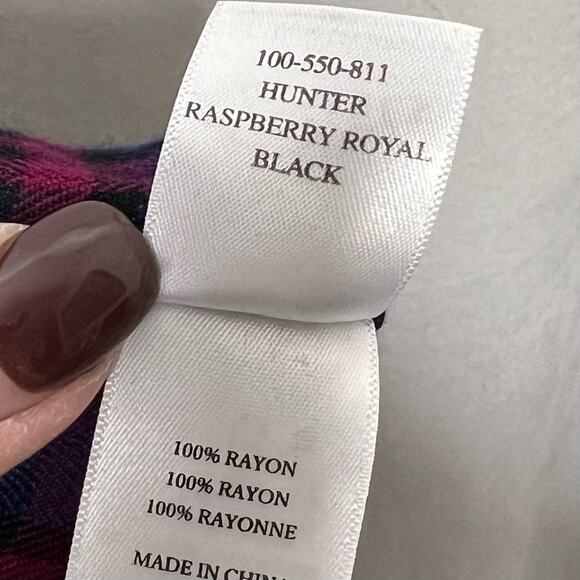 100-550-811
HUNTER
RASPBERRY ROYAL
BLACK
100% RAYON
100% RAYON
100% RAYONNE
MADE IN CHINA